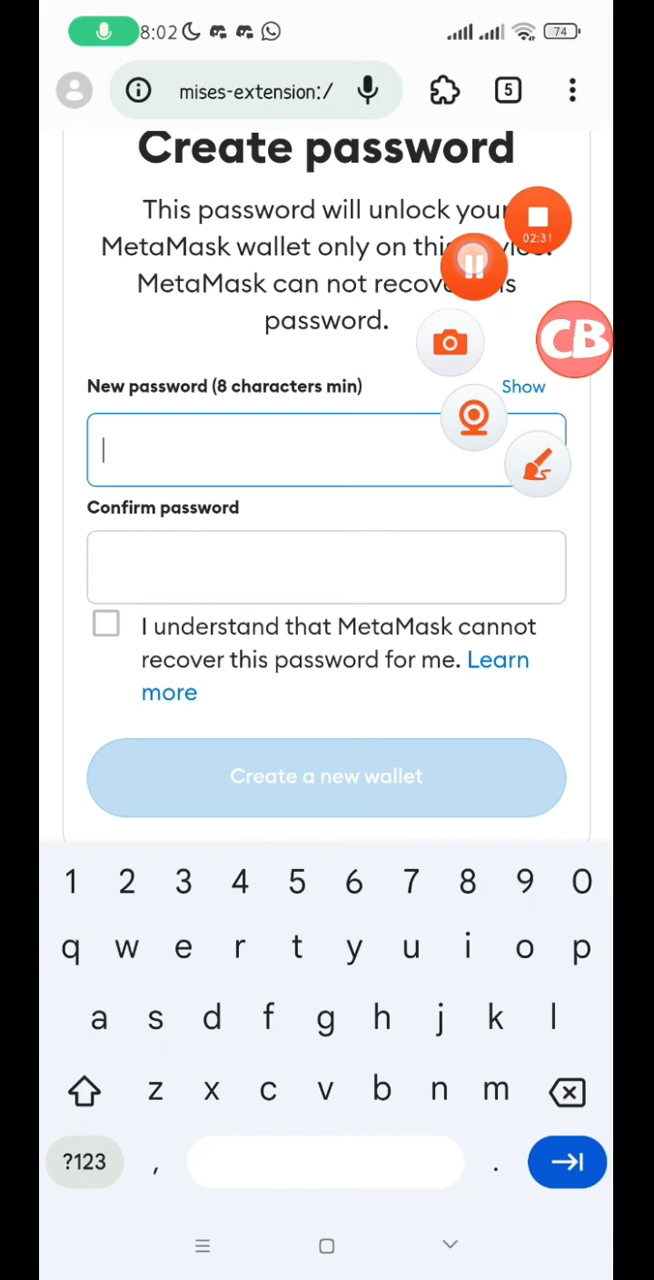 8:02
74
mises-extension:/
5
Create password
This password will unlock your
MetaMask wallet only on this
MetaMask can not recov
password.
02:31
CB
New password (8 characters min)
Show
Confirm password
I understand that MetaMask cannot
recover this password for me. Learn
more
Create a new wallet
1 2 3 4 5 6 7 8 9 0
q w e r t y u i o p
a s d f g h j k l
z x c v b n m
?123 , .